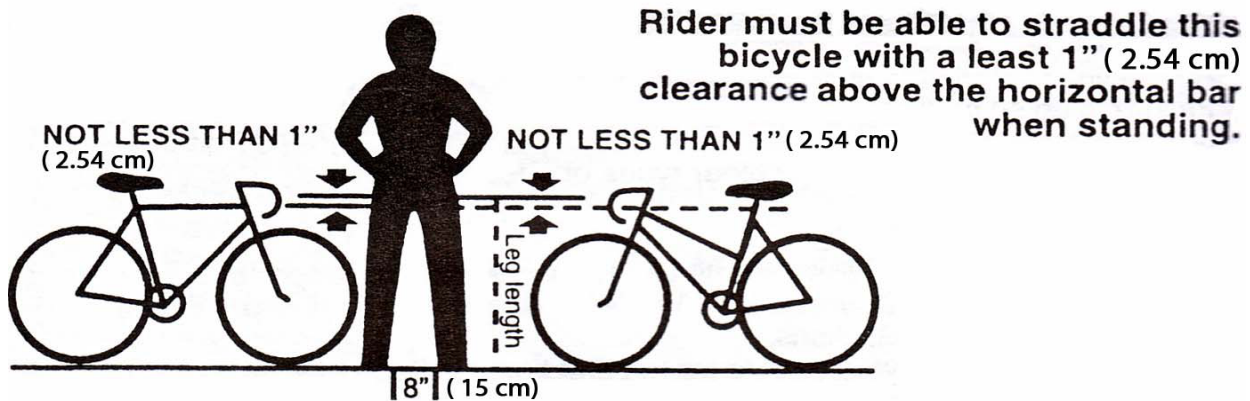 Rider must be able to straddle this
bicycle with a least 1” ( 2.54 cm)
clearance above the horizontal bar
when standing.
NOT LESS THAN 1”
( 2.54 cm)
NOT LESS THAN 1” ( 2.54 cm)
Leg length
8” ( 15 cm)